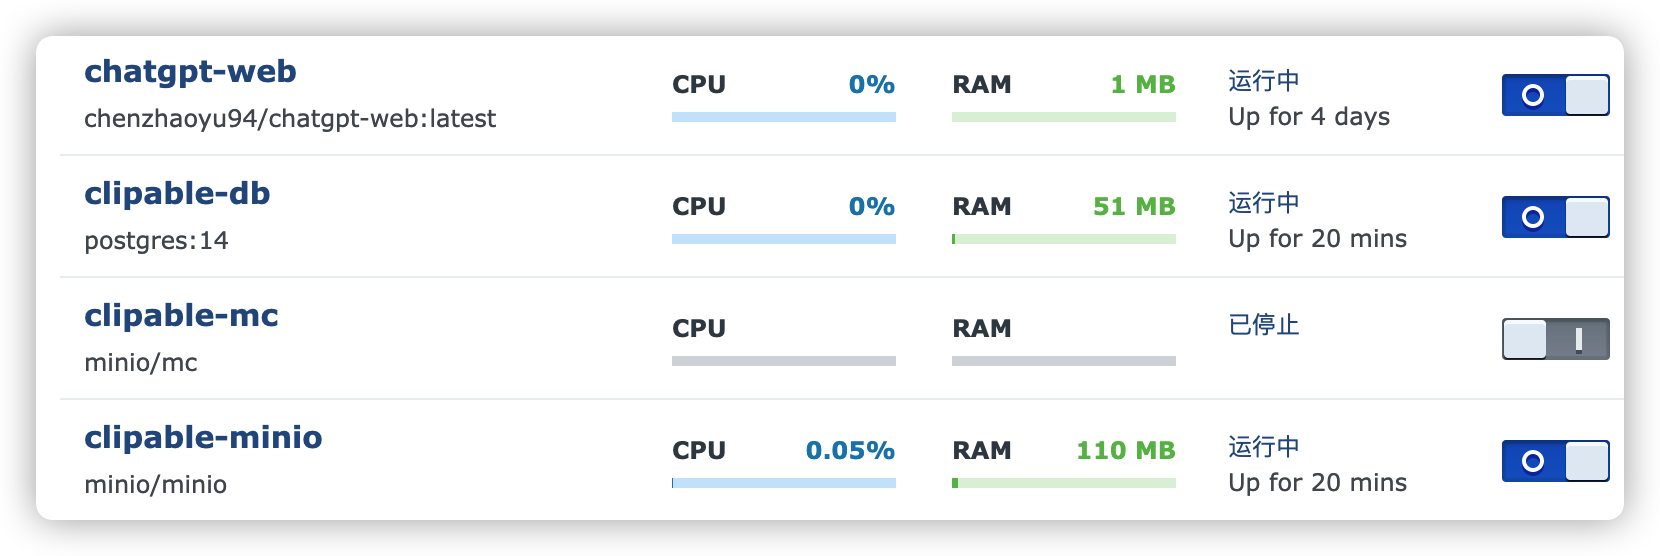 chatgpt-web
chenzhaoyu94/chatgpt-web:latest
CPU 0%
RAM 1 MB
运行中
Up for 4 days
clipable-db
postgres:14
CPU 0%
RAM 51 MB
运行中
Up for 20 mins
clipable-mc
minio/mc
CPU
RAM
已停止
clipable-minio
minio/minio
CPU 0.05%
RAM 110 MB
运行中
Up for 20 mins